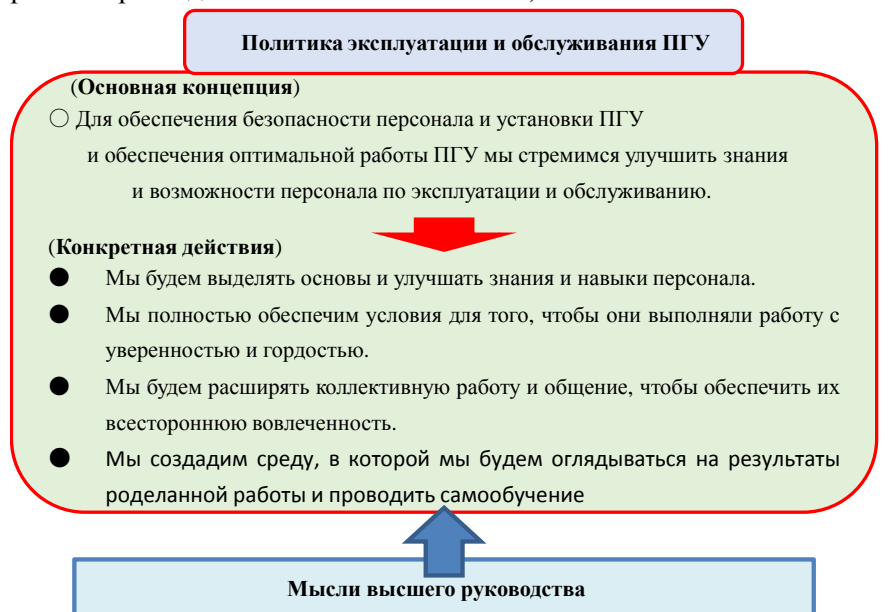 Политика эксплуатации и обслуживания ПГУ
(Основная концепция)
○ Для обеспечения безопасности персонала и установки ПГУ
и обеспечения оптимальной работы ПГУ мы стремимся улучшить знания
и возможности персонала по эксплуатации и обслуживанию.
(Конкретная действия)
● Мы будем выделять основы и улучшать знания и навыки персонала.
● Мы полностью обеспечим условия для того, чтобы они выполняли работу с
уверенностью и гордостью.
● Мы будем расширять коллективную работу и общение, чтобы обеспечить их
всестороннюю вовлеченность.
● Мы создадим среду, в которой мы будем оглядываться на результаты
роделанной работы и проводить самообучение
Мысли высшего руководства